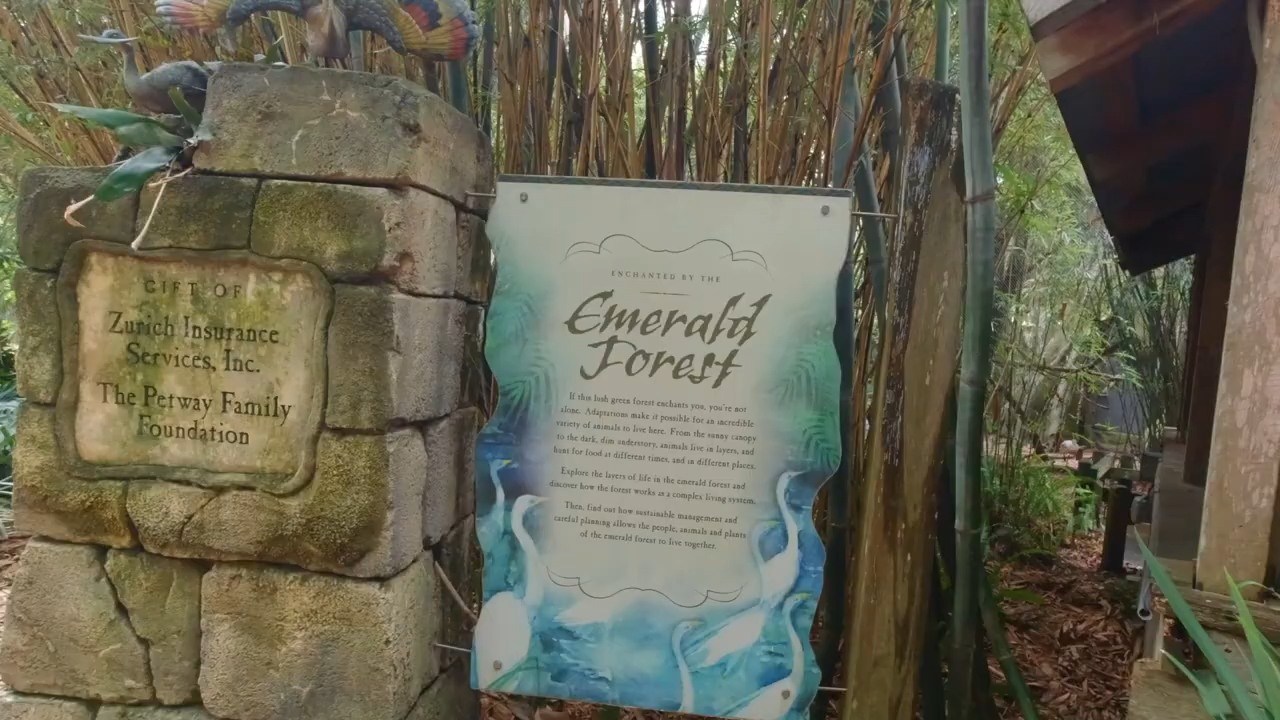 GIFT OF
Zurich Insurance
Services, Inc.
The Petway Family
Foundation
ENCHANTED BY THE
Emerald
Forest
If this lush green forest enchants you, you're not
alone. Adaptations make it possible for an incredible
variety of animals to live here. From the sunny canopy
to the dark, dim understory, animals live in layers, and
hunt for food at different times, and in different places.
Explore the layers of life in the emerald forest and
discover how the forest works as a complex living system.
Then, find out how sustainable management and
careful planning allows the people, animals and plants
of the emerald forest to live together.